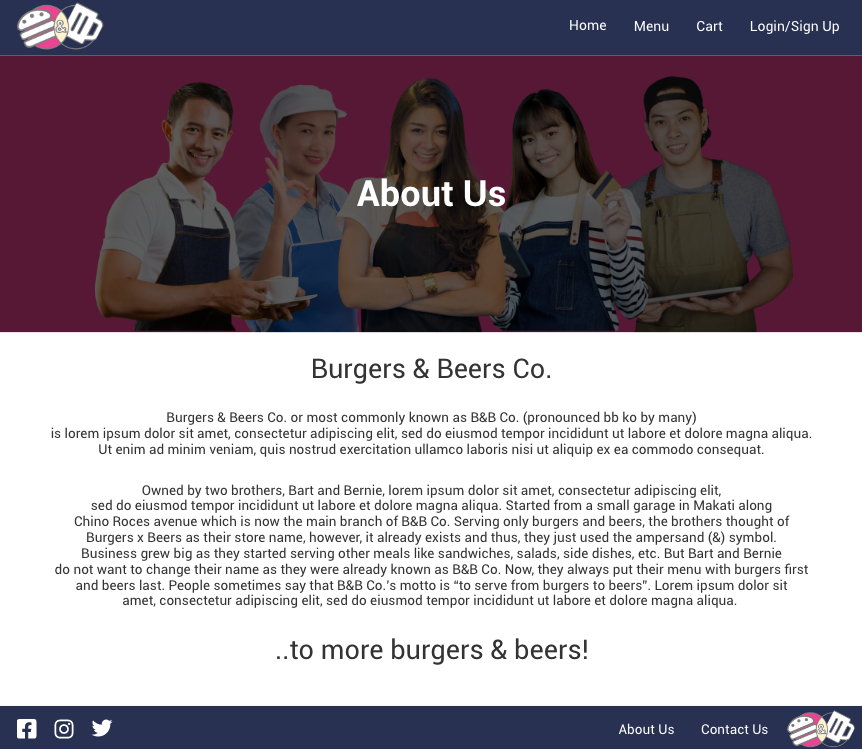 &
Home Menu Cart Login/Sign Up
About Us
Burgers & Beers Co.
Burgers & Beers Co. or most commonly known as B&B Co. (pronounced bb ko by many)
is lorem ipsum dolor sit amet, consectetur adipiscing elit, sed do eiusmod tempor incididunt ut labore et dolore magna aliqua.
Ut enim ad minim veniam, quis nostrud exercitation ullamco laboris nisi ut aliquip ex ea commodo consequat.
Owned by two brothers, Bart and Bernie, lorem ipsum dolor sit amet, consectetur adipiscing elit,
sed do eiusmod tempor incididunt ut labore et dolore magna aliqua. Started from a small garage in Makati along
Chino Roces avenue which is now the main branch of B&B Co. Serving only burgers and beers, the brothers thought of
Burgers x Beers as their store name, however, it already exists and thus, they just used the ampersand (&) symbol.
Business grew big as they started serving other meals like sandwiches, salads, side dishes, etc. But Bart and Bernie
do not want to change their name as they were already known as B&B Co. Now, they always put their menu with burgers first
and beers last. People sometimes say that B&B Co.'s motto is “to serve from burgers to beers”. Lorem ipsum dolor sit
amet, consectetur adipiscing elit, sed do eiusmod tempor incididunt ut labore et dolore magna aliqua.
..to more burgers & beers!
About Us Contact Us
&